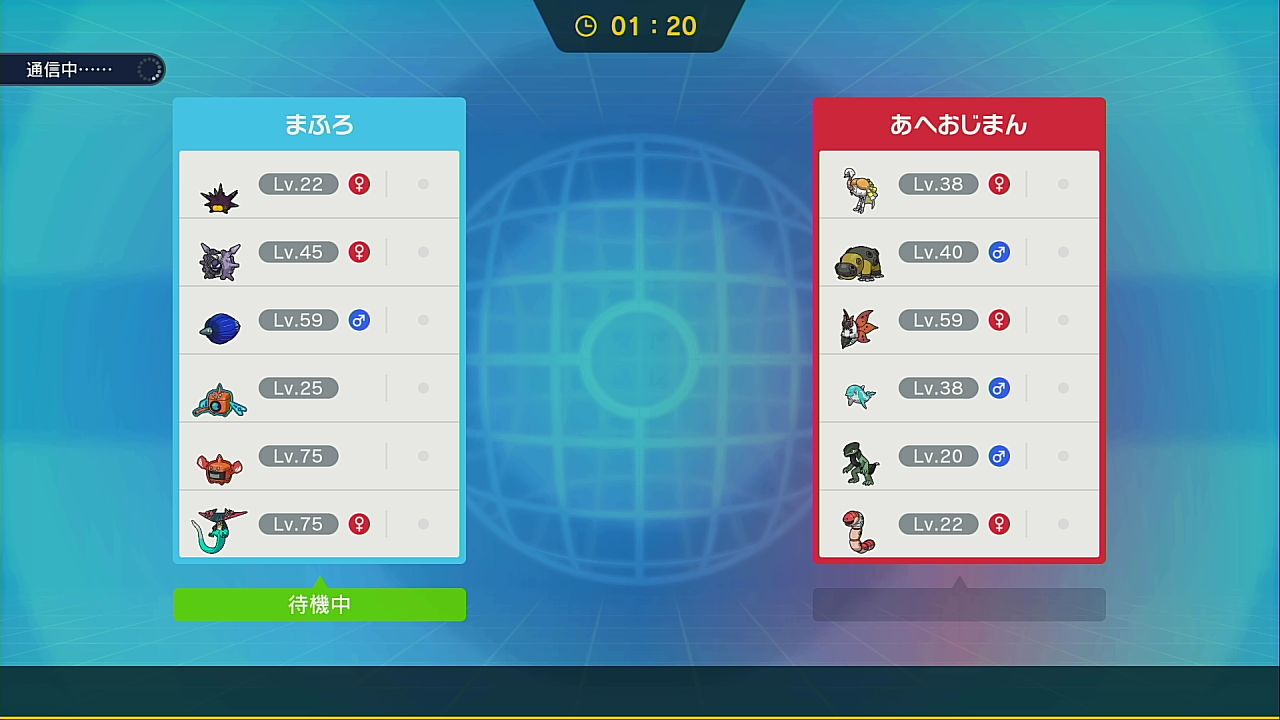 01：20
通信中……
まふろ
Lv.22 ♀
Lv.45 ♀
Lv.59 ♂
Lv.25
Lv.75
Lv.75 ♀
待機中
あへおじまん
Lv.38 ♀
Lv.40 ♂
Lv.59 ♀
Lv.38 ♂
Lv.20 ♂
Lv.22 ♀